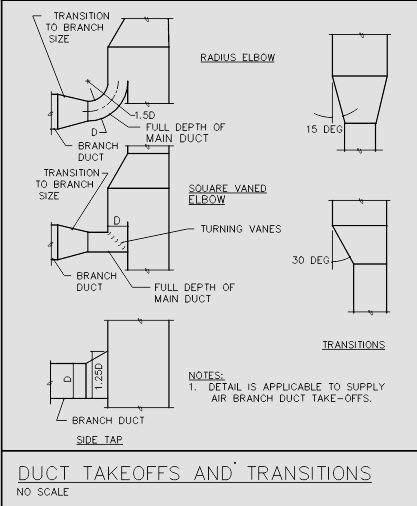 TRANSITION
TO BRANCH
SIZE
RADIUS ELBOW
1.5D
D
FULL DEPTH OF
MAIN DUCT
BRANCH
DUCT
15 DEG
TRANSITION
TO BRANCH
SIZE
SQUARE VANED
ELBOW
D
TURNING VANES
BRANCH
DUCT
FULL DEPTH OF
MAIN DUCT
30 DEG
TRANSITIONS
D
1.25D
BRANCH DUCT
SIDE TAP
NOTES:
1. DETAIL IS APPLICABLE TO SUPPLY
AIR BRANCH DUCT TAKE-OFFS.
DUCT TAKEOFFS AND TRANSITIONS
NO SCALE